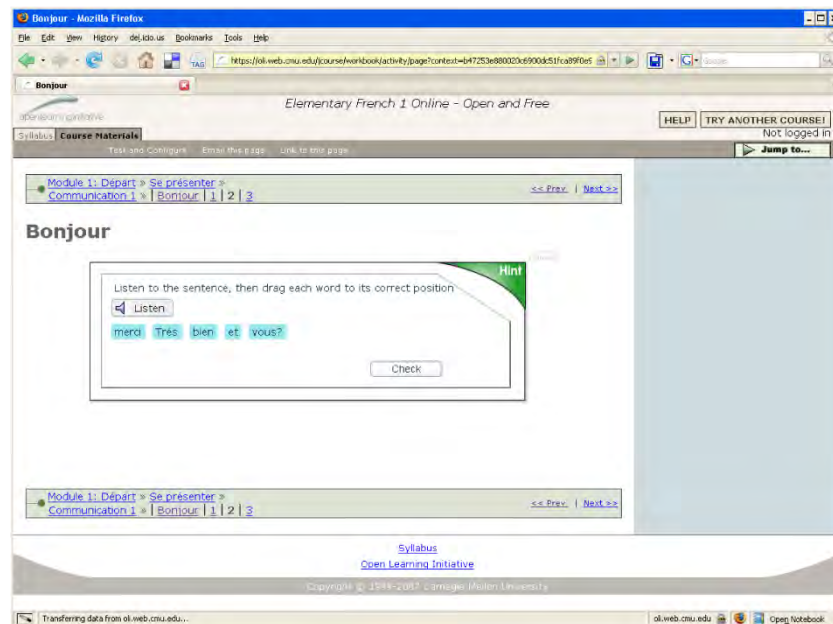 Bonjour - Mozilla Firefox
File Edit View History del.icio.us Bookmarks Tools Help
TAG https://oli.web.cmu.edu/jcourse/workbook/activity/page?context=b47253e880020c6900dc51fca89f0e5 G
Bonjour
Elementary French 1 Online - Open and Free
HELP TRY ANOTHER COURSE!
Not logged in
Syllabus Course Materials
Test and Configure Email this page Link to this page Jump to...
Module 1: Départ » Se présenter »
Communication 1 » | Bonjour | 1 | 2 | 3
<< Prev | Next >>
Bonjour
Hint
Listen to the sentence, then drag each word to its correct position
Listen
merci Très bien et vous?
Check
Module 1: Départ » Se présenter »
Communication 1 » | Bonjour | 1 | 2 | 3
<< Prev | Next >>
Syllabus
Open Learning Initiative
Copyright © 1999-2007 Carnegie Mellon University
Transferring data from oli.web.cmu.edu... oli.web.cmu.edu Open Notebook